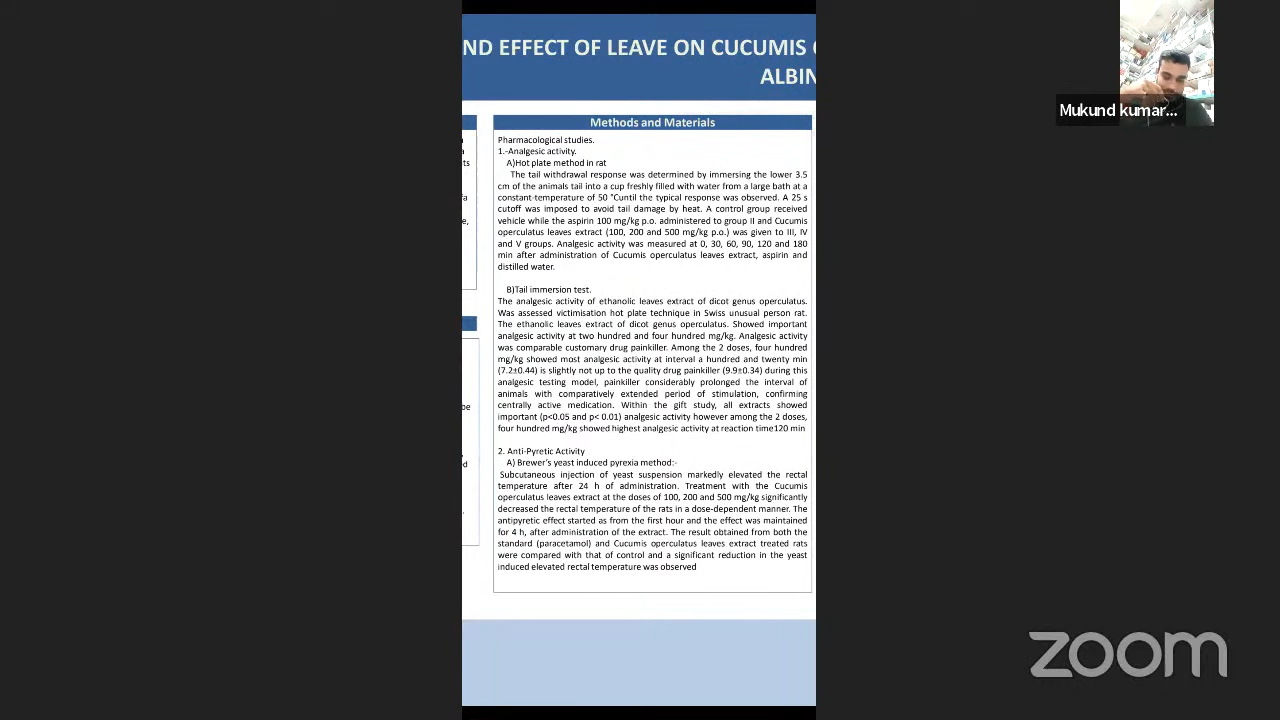 ND EFFECT OF LEAVE ON CUCUMIS
ALBIN
Mukund kumar...
Methods and Materials
Pharmacological studies.
1.-Analgesic activity.
A)Hot plate method in rat
The tail withdrawal response was determined by immersing the lower 3.5
cm of the animals tail into a cup freshly filled with water from a large bath at a
constant-temperature of 50 °Cuntil the typical response was observed. A 25 s
cutoff was imposed to avoid tail damage by heat. A control group received
vehicle while the aspirin 100 mg/kg p.o. administered to group II and Cucumis
operculatus leaves extract (100, 200 and 500 mg/kg p.o.) was given to III, IV
and V groups. Analgesic activity was measured at 0, 30, 60, 90, 120 and 180
min after administration of Cucumis operculatus leaves extract, aspirin and
distilled water.
B)Tail immersion test.
The analgesic activity of ethanolic leaves extract of dicot genus operculatus.
Was assessed victimisation hot plate technique in Swiss unusual person rat.
The ethanolic leaves extract of dicot genus operculatus. Showed important
analgesic activity at two hundred and four hundred mg/kg. Analgesic activity
was comparable customary drug painkiller. Among the 2 doses, four hundred
mg/kg showed most analgesic activity at interval a hundred and twenty min
(7.2±0.44) is slightly not up to the quality drug painkiller (9.9±0.34) during this
analgesic testing model, painkiller considerably prolonged the interval of
animals with comparatively extended period of stimulation, confirming
centrally active medication. Within the gift study, all extracts showed
important (p<0.05 and p< 0.01) analgesic activity however among the 2 doses,
four hundred mg/kg showed highest analgesic activity at reaction time120 min
2. Anti-Pyretic Activity
A) Brewer's yeast induced pyrexia method:-
Subcutaneous injection of yeast suspension markedly elevated the rectal
temperature after 24 h of administration. Treatment with the Cucumis
operculatus leaves extract at the doses of 100, 200 and 500 mg/kg significantly
decreased the rectal temperature of the rats in a dose-dependent manner. The
antipyretic effect started as from the first hour and the effect was maintained
for 4 h, after administration of the extract. The result obtained from both the
standard (paracetamol) and Cucumis operculatus leaves extract treated rats
were compared with that of control and a significant reduction in the yeast
induced elevated rectal temperature was observed
zoom